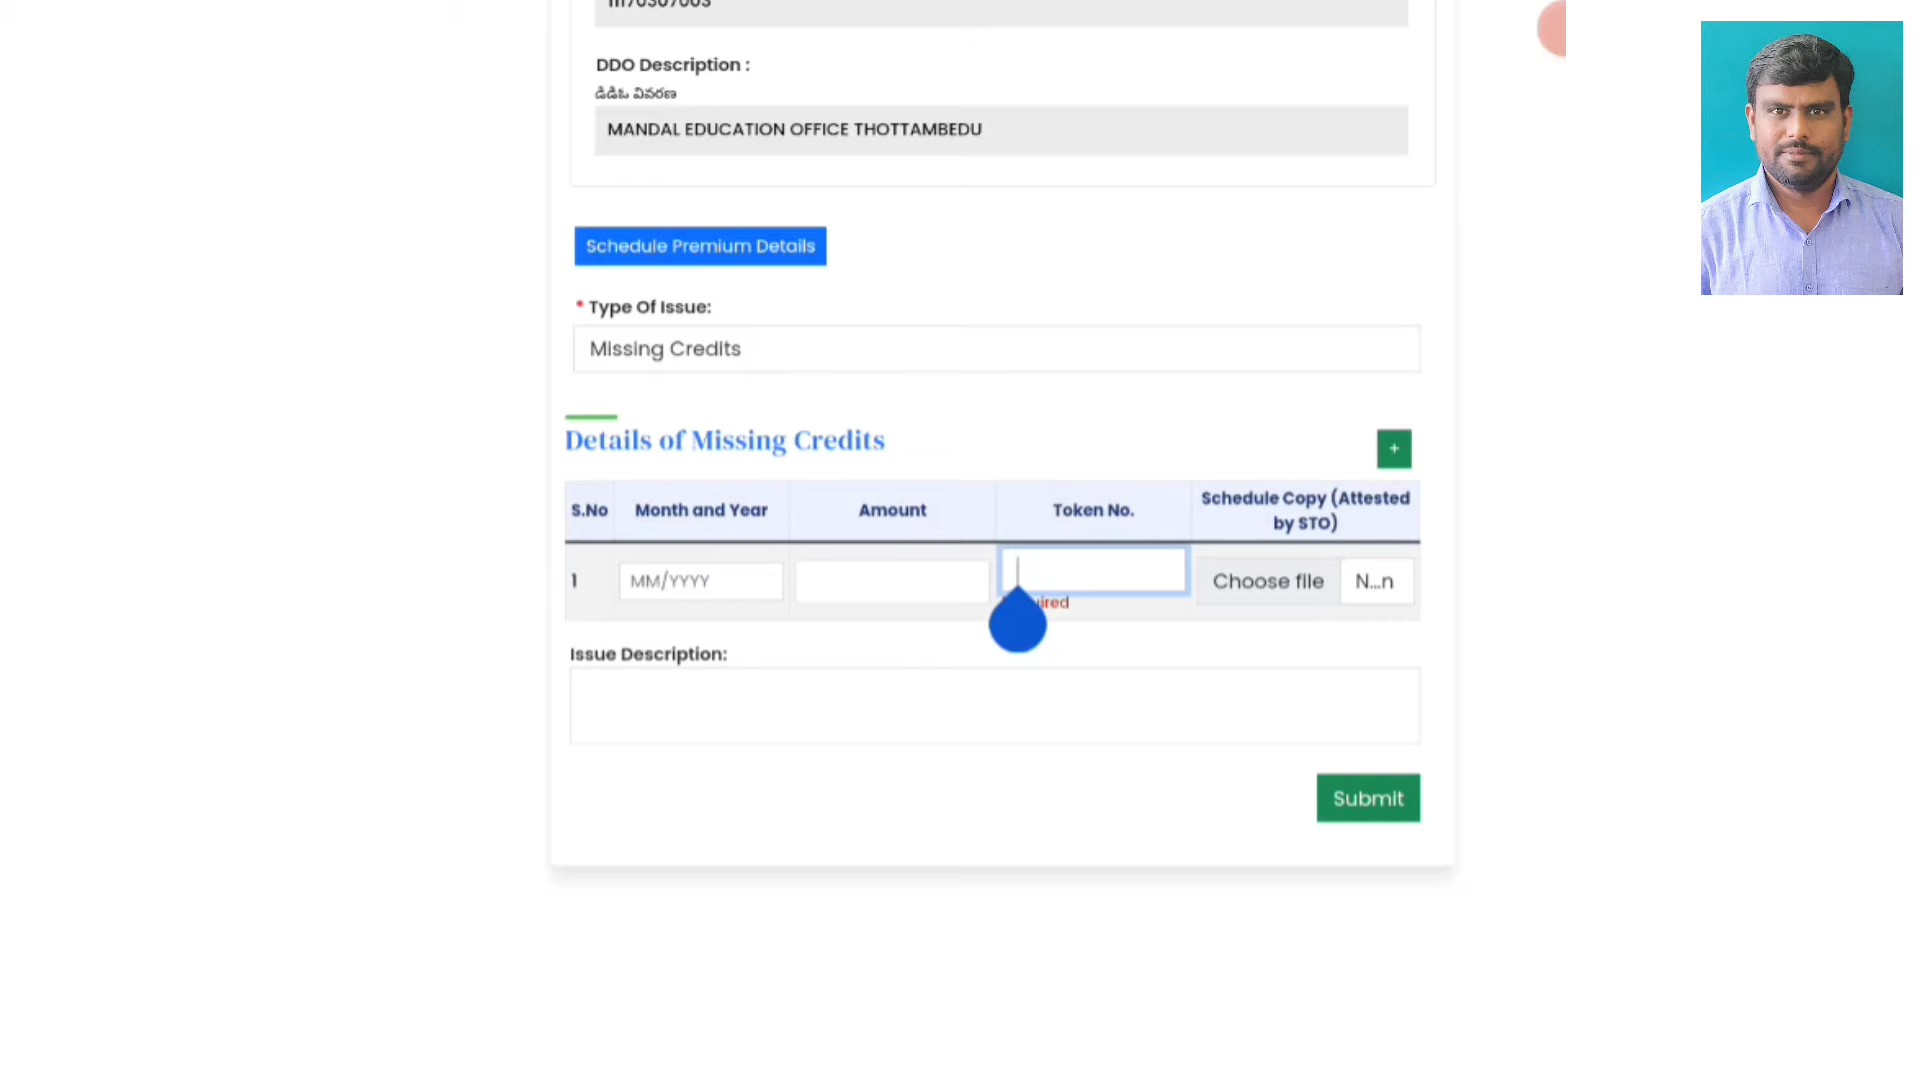 DDO Description :
డిడిఓ వివరణ
MANDAL EDUCATION OFFICE THOTTAMBEDU
Schedule Premium Details
* Type Of Issue:
Missing Credits
Details of Missing Credits
+
S.No Month and Year Amount Token No. Schedule Copy (Attested by STO)
1 MM/YYYY Choose file N...n
Issue Description:
Submit